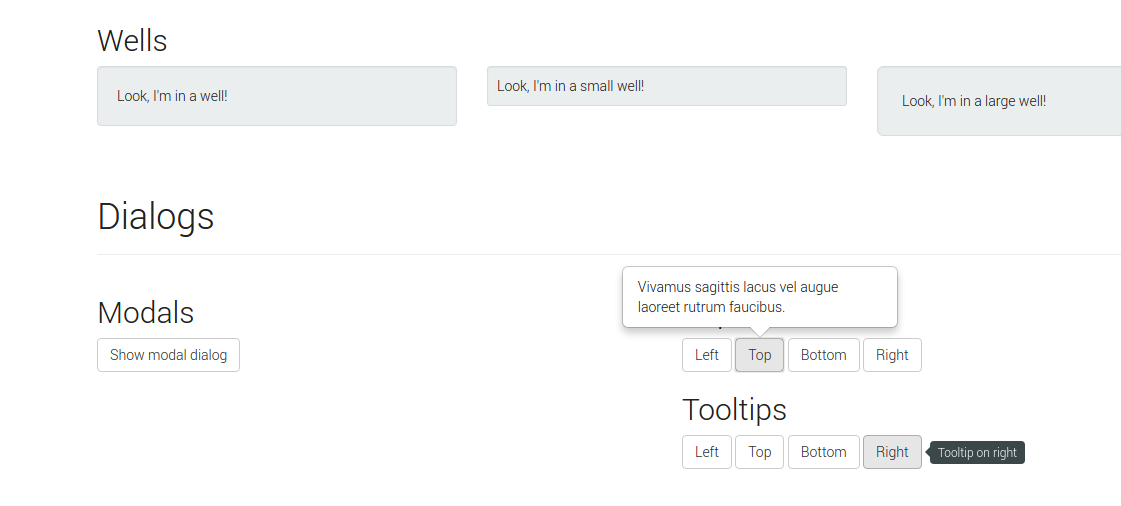 Wells
Look, I'm in a well!
Look, I'm in a small well!
Look, I'm in a large well!
Dialogs
Vivamus sagittis lacus vel augue
laoreet rutrum faucibus.
Modals
Show modal dialog
Left Top Bottom Right
Tooltips
Left Top Bottom Right Tooltip on right